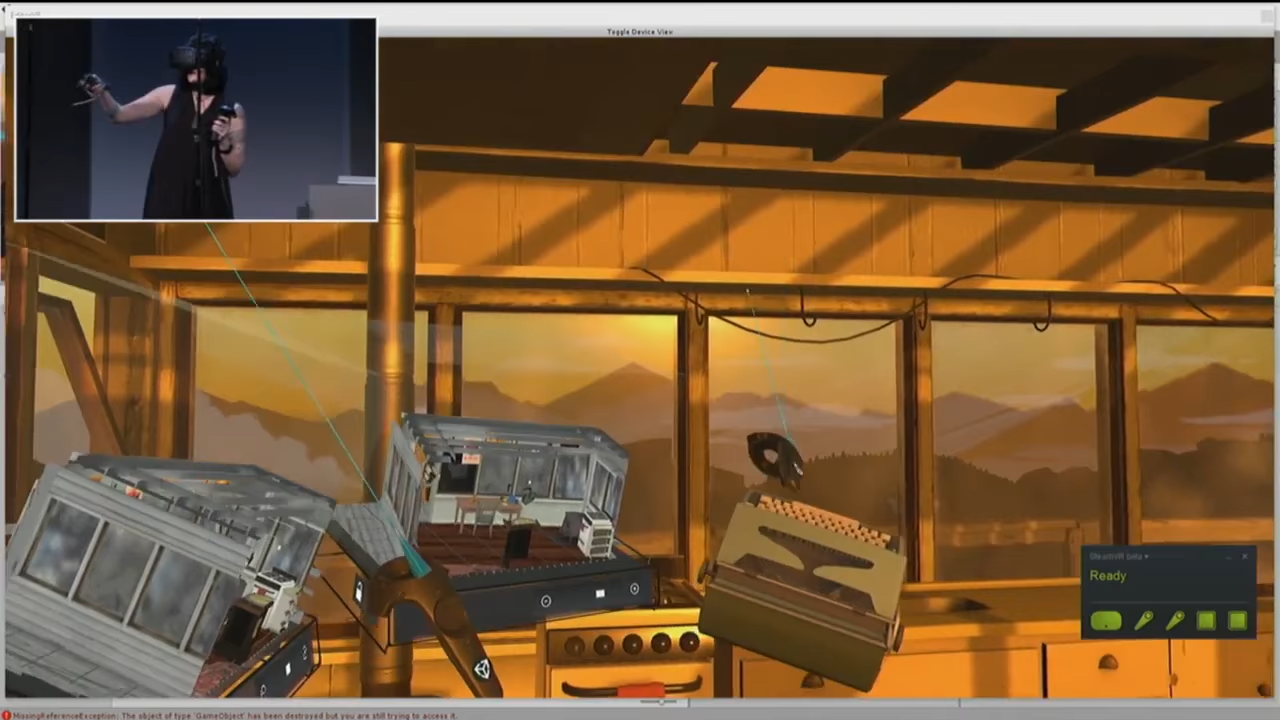 Toggle Device View
SteamVR Beta
Ready
MissingReferenceException: The object of type 'GameObject' has been destroyed but you are still trying to access it.